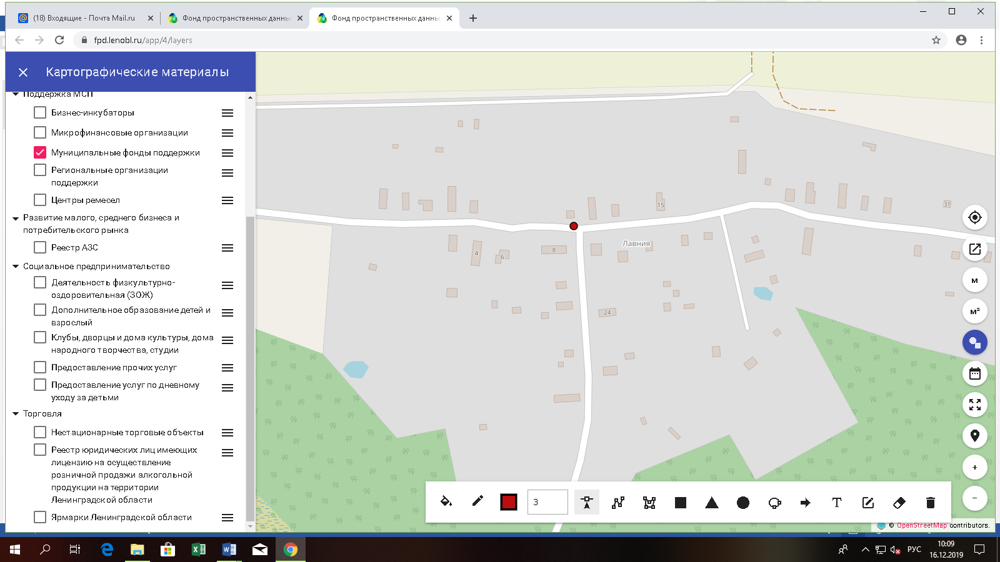 (18) Входящие - Почта Mail.ru
Фонд пространственных данны
Фонд пространственных данны
fpd.lenobl.ru/app/4/layers
Картографические материалы
Поддержка МСП
Бизнес-инкубаторы
Микрофинансовые организации
Муниципальные фонды поддержки
Региональные организации
поддержки
Центры ремесел
Развитие малого, среднего бизнеса и
потребительского рынка
Реестр АЗС
Социальное предпринимательство
Деятельность физкультурно-
оздоровительная (ЗОЖ)
Дополнительное образование детей и
взрослый
Клубы, дворцы и дома культуры, дома
народного творчества, студии
Предоставление прочих услуг
Предоставление услуг по дневному
уходу за детьми
Торговля
Нестационарные торговые объекты
Реестр юридических лиц имеющих
лицензию на осуществление
розничной продажи алкогольной
продукции на территории
Ленинградской области
Ярмарки Ленинградской области
15
31
Лавния
4
6
8
24
м
м²
+
−
3
T
© OpenStreetMap contributors.
РУС
10:09
16.12.2019